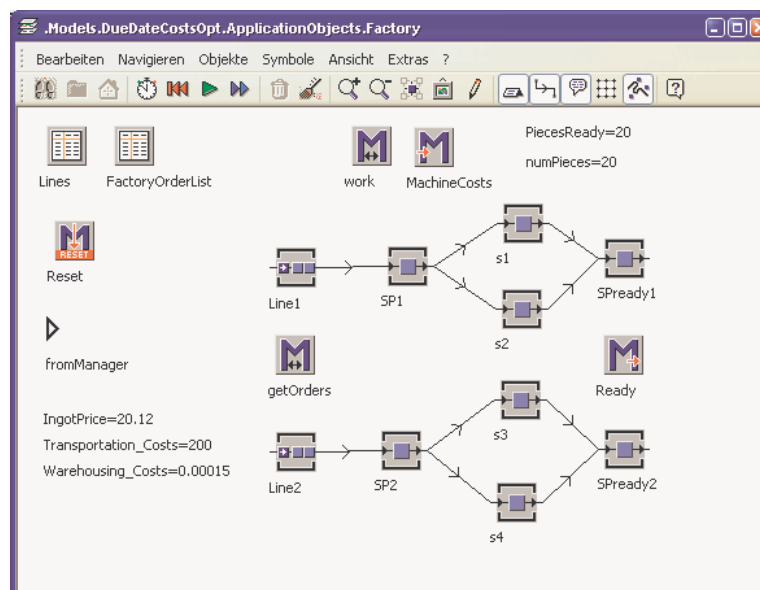 .Models.DueDateCostsOpt.ApplicationObjects.Factory
Bearbeiten Navigieren Objekte Symbole Ansicht Extras ?
Lines FactoryOrderList work MachineCosts
PiecesReady=20
numPieces=20
RESET
Reset
Line1 SP1 s1 s2 SPready1
fromManager
getOrders Ready
IngotPrice=20.12
Transportation_Costs=200
Warehousing_Costs=0.00015
Line2 SP2 s3 s4 SPready2